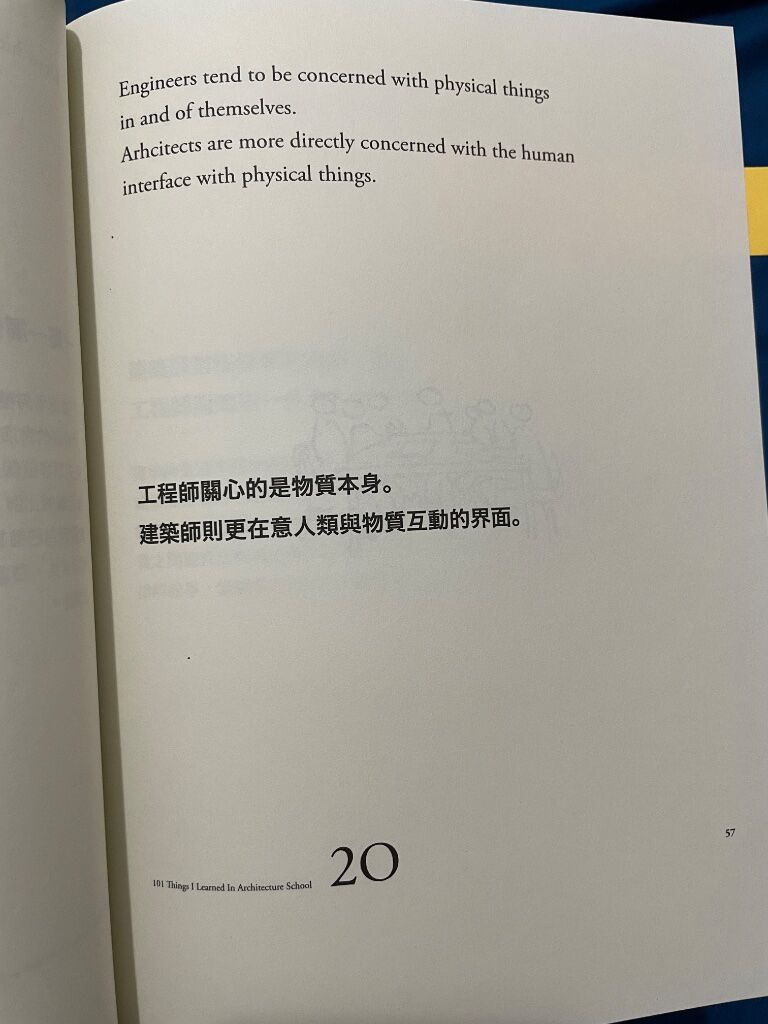 Engineers tend to be concerned with physical things
in and of themselves.
Arhcitects are more directly concerned with the human
interface with physical things.
工程師關心的是物質本身。
建築師則更在意人類與物質互動的界面。
57
101 Things I Learned In Architecture School
20